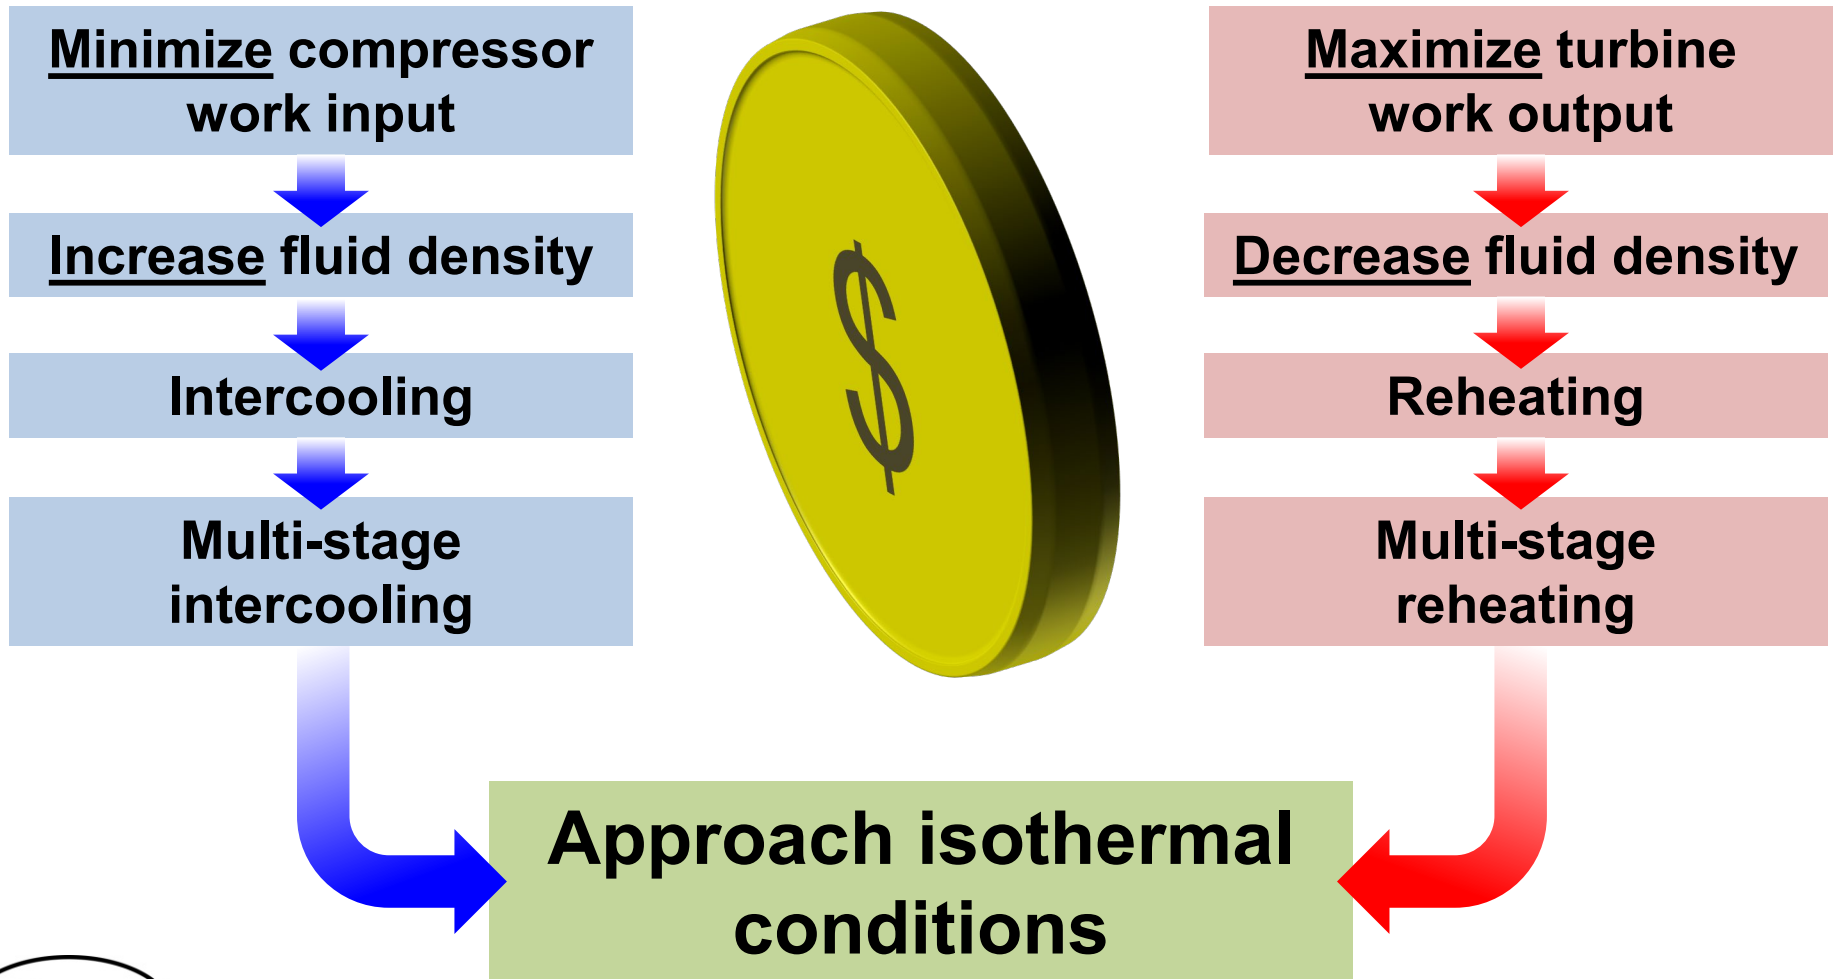 Minimize compressor
work input
Increase fluid density
Intercooling
Multi-stage
intercooling
$
Maximize turbine
work output
Decrease fluid density
Reheating
Multi-stage
reheating
Approach isothermal
conditions